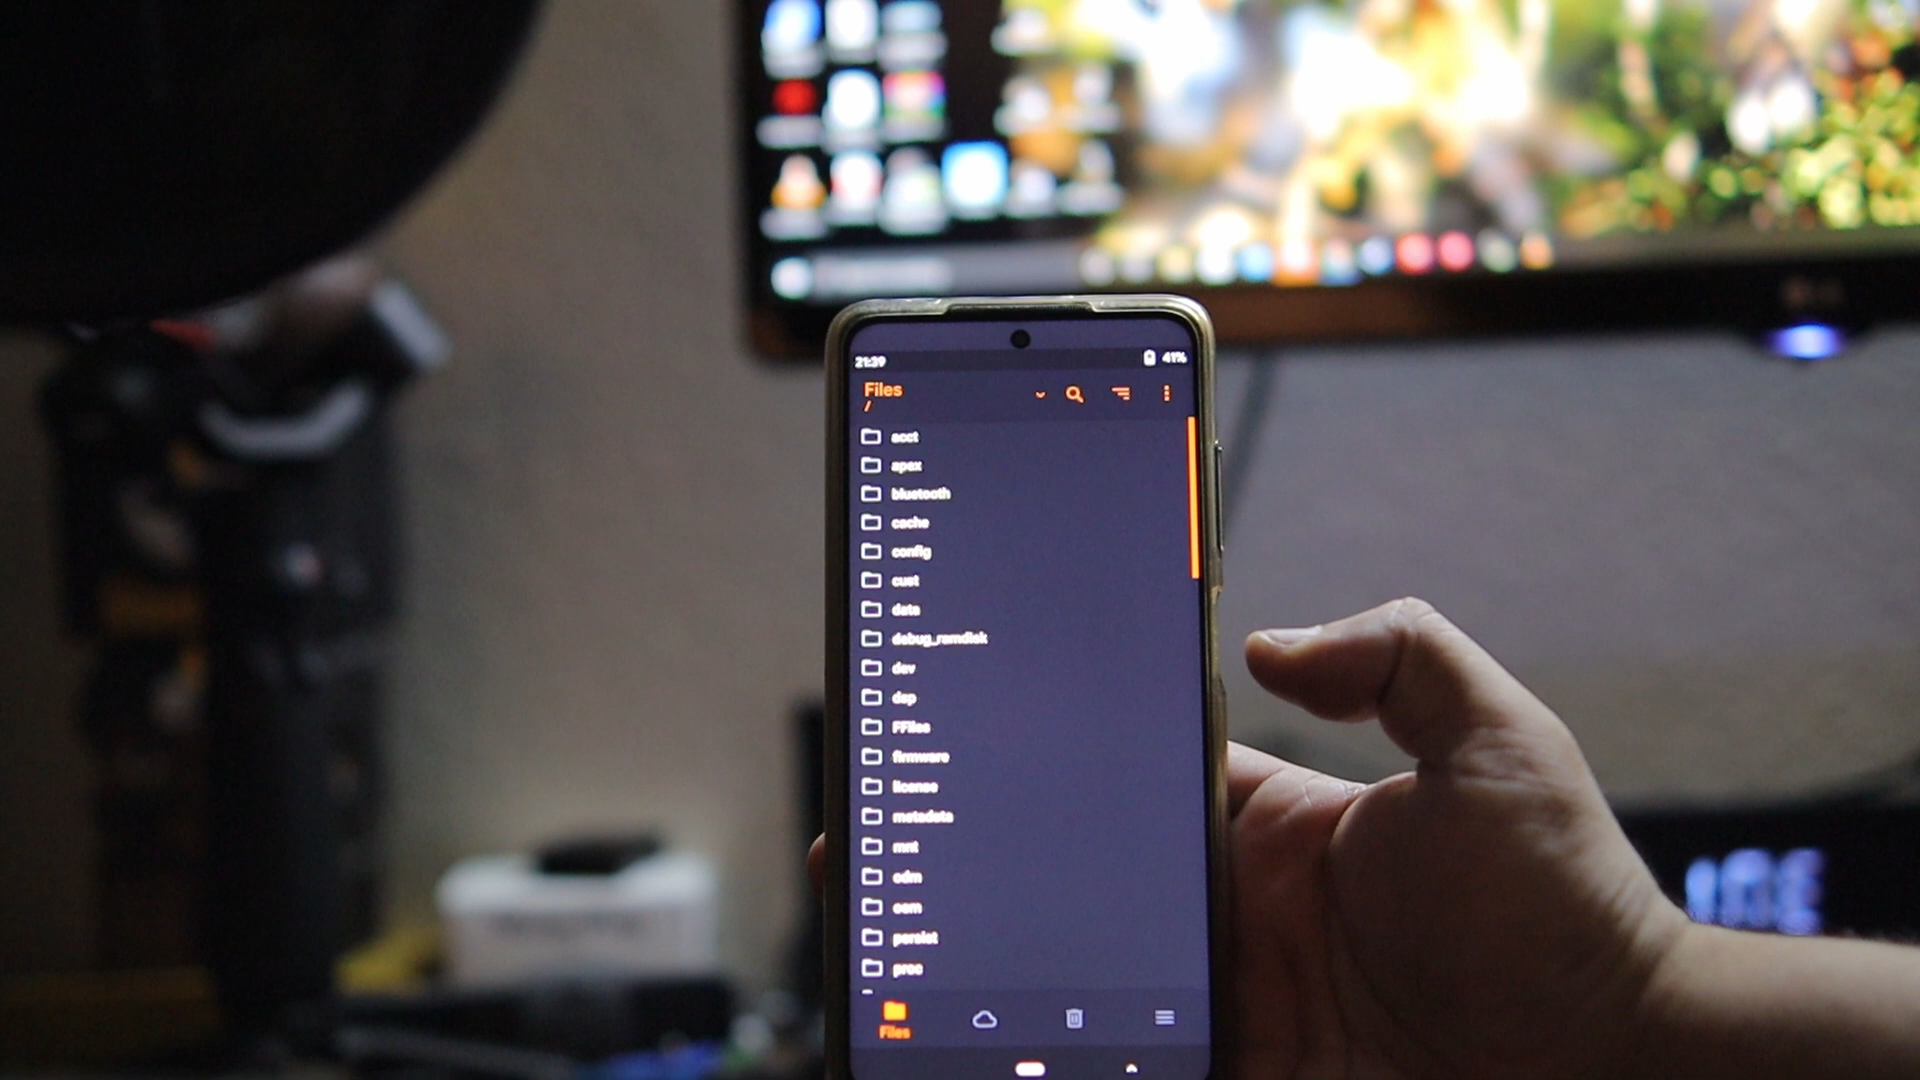 21:39
41%
Files
/
acct
apex
bluetooth
cache
config
cust
data
debug_ramdisk
dev
dsp
FFiles
firmware
license
metadata
mnt
odm
oem
persist
proc
Files